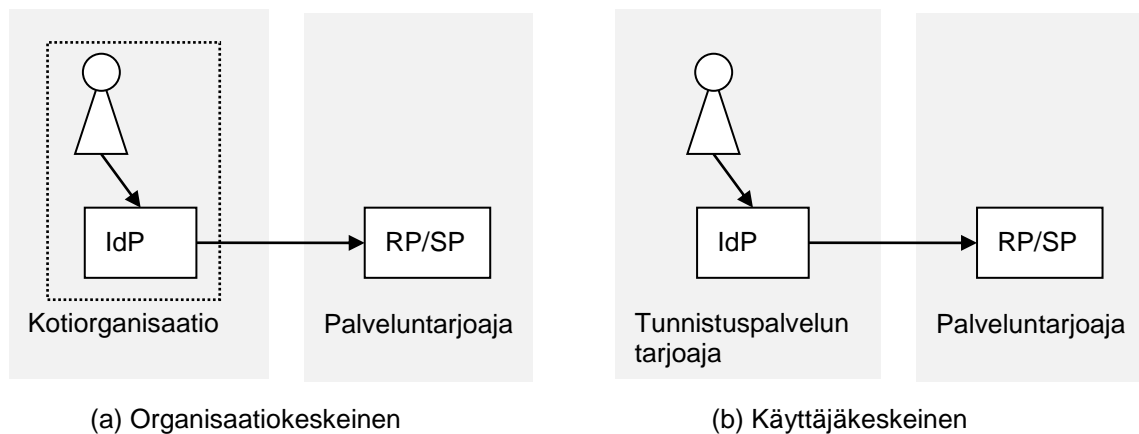 IdP
RP/SP
Kotiorganisaatio
Palveluntarjoaja
(a) Organisaatiokeskeinen
IdP
RP/SP
Tunnistuspalvelun
tarjoaja
Palveluntarjoaja
(b) Käyttäjäkeskeinen